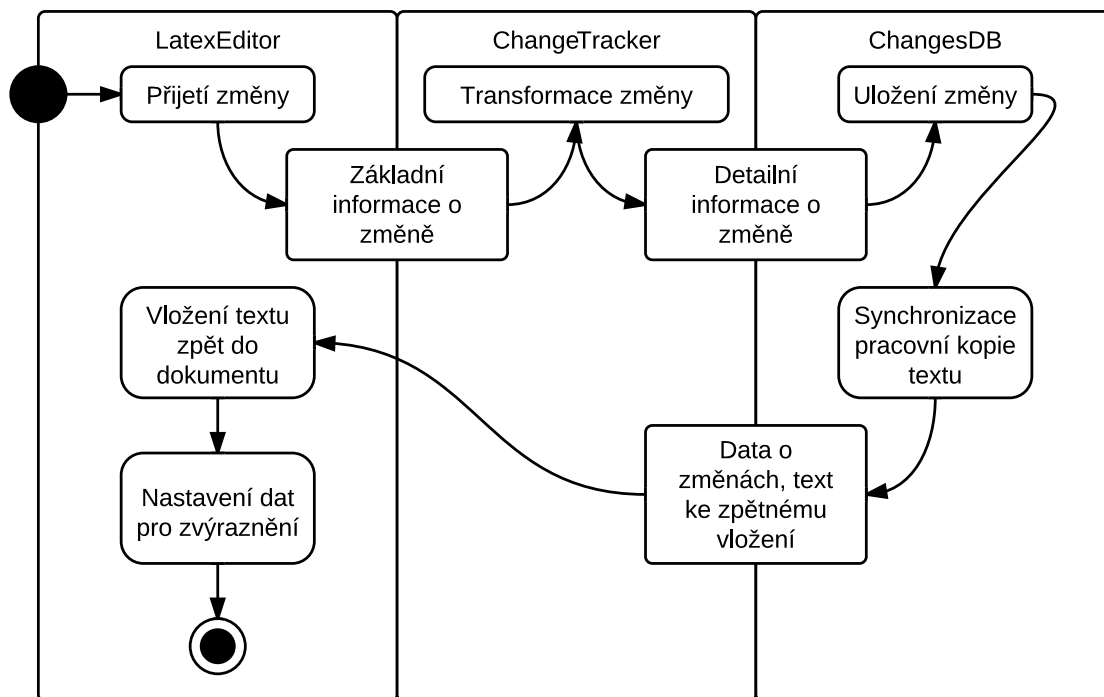 LatexEditor
ChangeTracker
ChangesDB
Přijetí změny
Transformace změny
Uložení změny
Základní
informace o
změně
Detailní
informace o
změně
Vložení textu
zpět do
dokumentu
Synchronizace
pracovní kopie
textu
Data o
změnách, text
ke zpětnému
vložení
Nastavení dat
pro zvýraznění